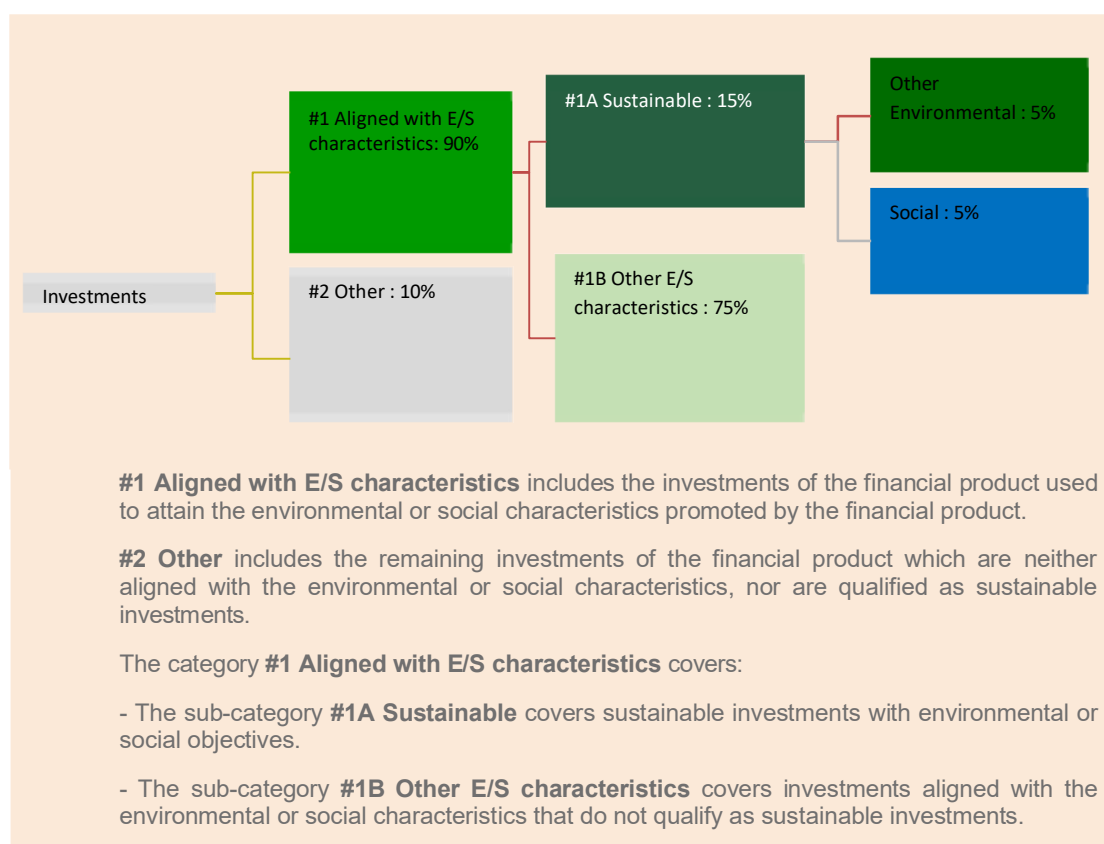 Investments
#1 Aligned with E/S
characteristics: 90%
#2 Other : 10%
#1A Sustainable : 15%
#1B Other E/S
characteristics : 75%
Other
Environmental : 5%
Social : 5%
#1 Aligned with E/S characteristics includes the investments of the financial product used
to attain the environmental or social characteristics promoted by the financial product.
#2 Other includes the remaining investments of the financial product which are neither
aligned with the environmental or social characteristics, nor are qualified as sustainable
investments.
The category #1 Aligned with E/S characteristics covers:
- The sub-category #1A Sustainable covers sustainable investments with environmental or
social objectives.
- The sub-category #1B Other E/S characteristics covers investments aligned with the
environmental or social characteristics that do not qualify as sustainable investments.